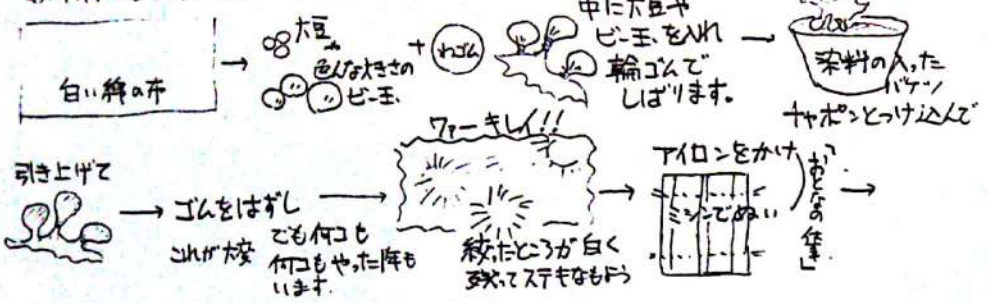 白い綿の布
大豆
色んな大きさの
ビー玉
+
わゴム
中に大豆や
ビー玉を入れ
輪ゴムで
しばります。
染料の入った
バケツ
チャポンとつけ込んで
引き上げて
ゴムをはずし
これが大変
でも何コも
何コもやった1年も
います。
ワァーキレイ!!
絞ったところが白く
残ってステキなもよう
アイロンをかけ
ミシンでぬい
「おとなの仕事」